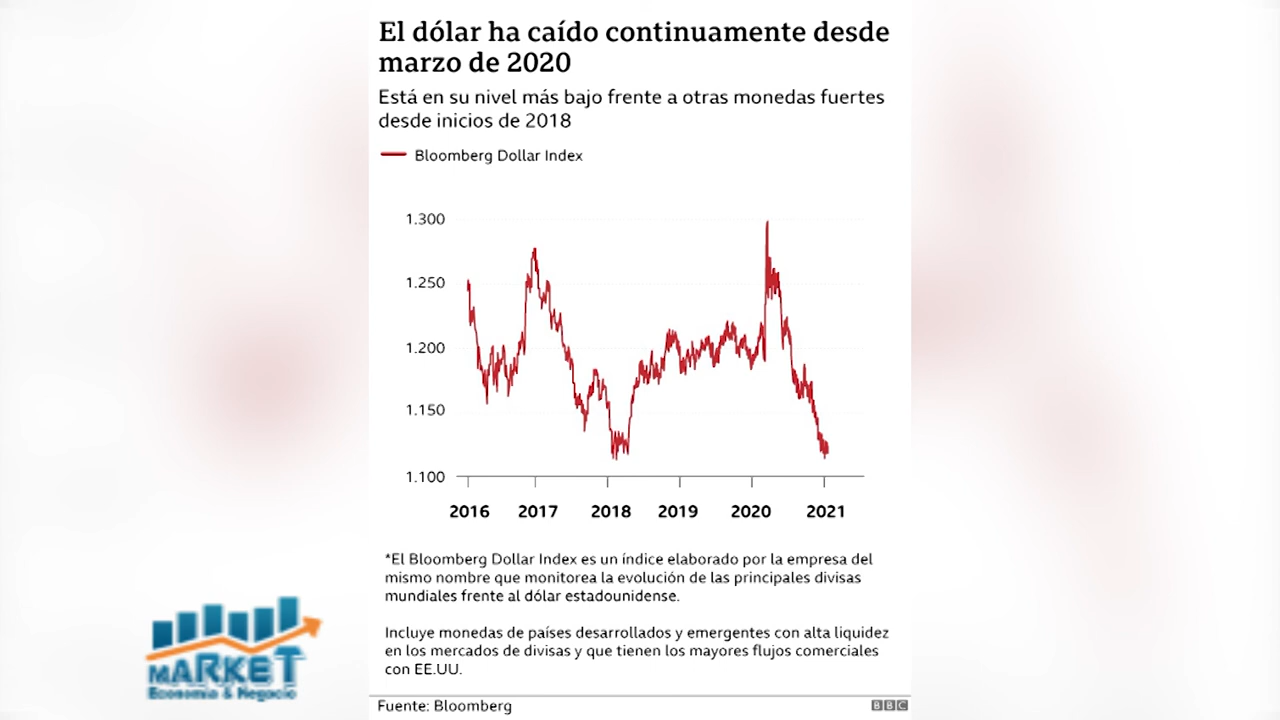 El dólar ha caído continuamente desde
marzo de 2020
Está en su nivel más bajo frente a otras monedas fuertes
desde inicios de 2018
Bloomberg Dollar Index
1.300
1.250
1.200
1.150
1.100
2016 2017 2018 2019 2020 2021
*El Bloomberg Dollar Index es un índice elaborado por la empresa del
mismo nombre que monitorea la evolución de las principales divisas
mundiales frente al dólar estadounidense.
Incluye monedas de países desarrollados y emergentes con alta liquidez
en los mercados de divisas y que tienen los mayores flujos comerciales
con EE.UU.
MARKET
Economía & Negocio
Fuente: Bloomberg
BBC